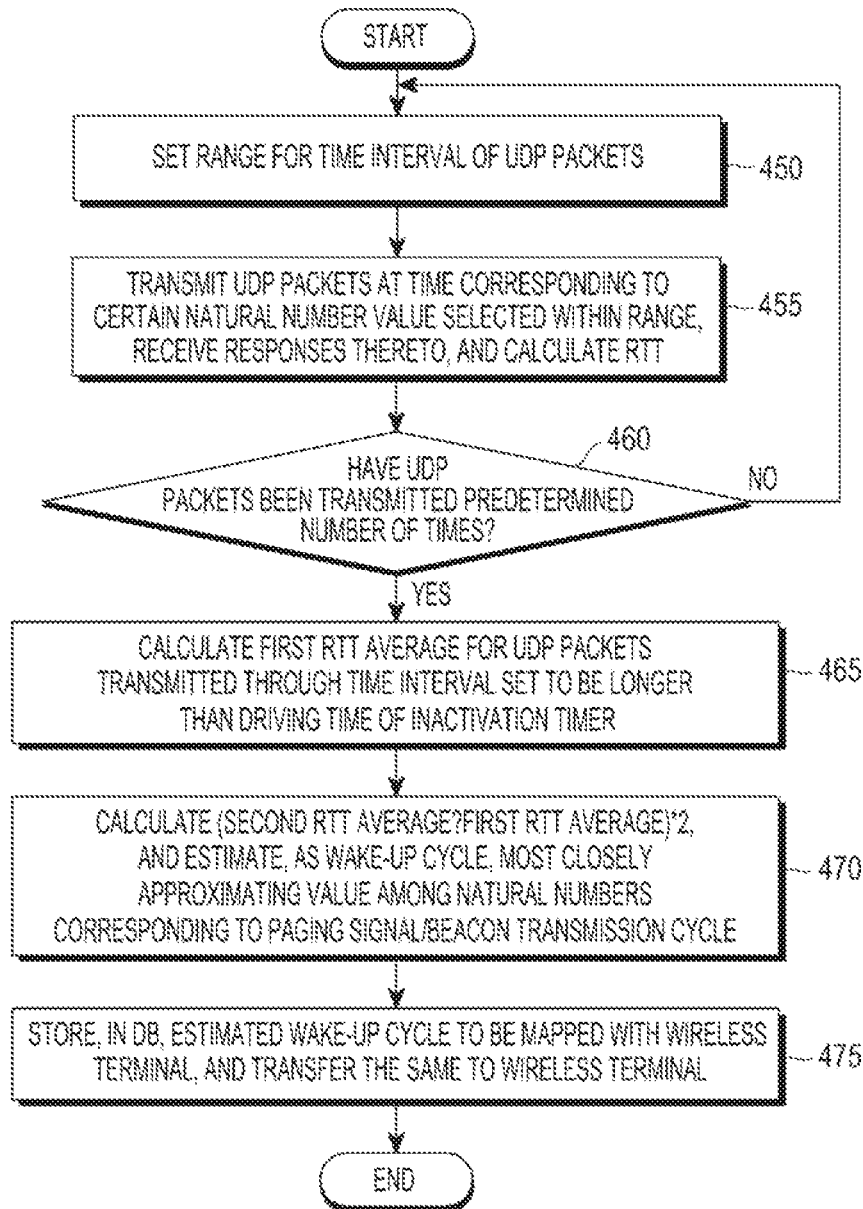 START
SET RANGE FOR TIME INTERVAL OF UDP PACKETS
450
TRANSMIT UDP PACKETS AT TIME CORRESPONDING TO
CERTAIN NATURAL NUMBER VALUE SELECTED WITHIN RANGE,
RECEIVE RESPONSES THERETO, AND CALCULATE RTT
455
460
HAVE UDP
PACKETS BEEN TRANSMITTED PREDETERMINED
NUMBER OF TIMES?
NO
YES
CALCULATE FIRST RTT AVERAGE FOR UDP PACKETS
TRANSMITTED THROUGH TIME INTERVAL SET TO BE LONGER
THAN DRIVING TIME OF INACTIVATION TIMER
465
CALCULATE (SECOND RTT AVERAGE?FIRST RTT AVERAGE)*2,
AND ESTIMATE, AS WAKE-UP CYCLE, MOST CLOSELY
APPROXIMATING VALUE AMONG NATURAL NUMBERS
CORRESPONDING TO PAGING SIGNAL/BEACON TRANSMISSION CYCLE
470
STORE, IN DB, ESTIMATED WAKE-UP CYCLE TO BE MAPPED WITH WIRELESS
TERMINAL, AND TRANSFER THE SAME TO WIRELESS TERMINAL
475
END